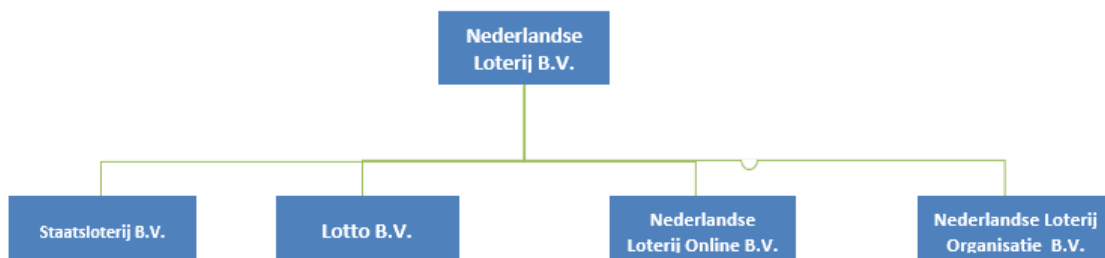 Nederlandse
Loterij B.V.
Staatsloterij B.V.
Lotto B.V.
Nederlandse
Loterij Online B.V.
Nederlandse Loterij
Organisatie B.V.